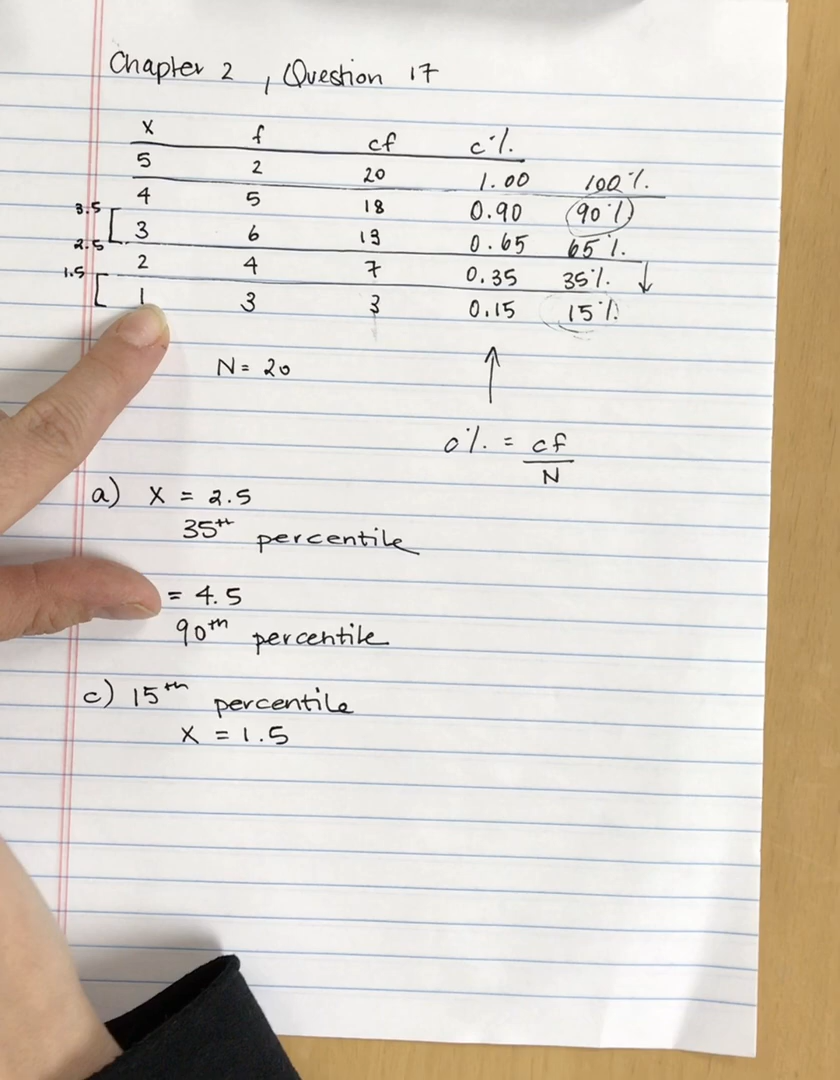 Chapter 2, Question 17
X f cf c%
5 2 20 1.00 100%
4 5 18 0.90 90%
3.5
3 6 13 0.65 65%
2.5
2 4 7 0.35 35% ↓
1.5
1 3 3 0.15 15%
N = 20
↑
c% = cf
N
a) X = 2.5
35th percentile
= 4.5
90th percentile
c) 15th percentile
X = 1.5